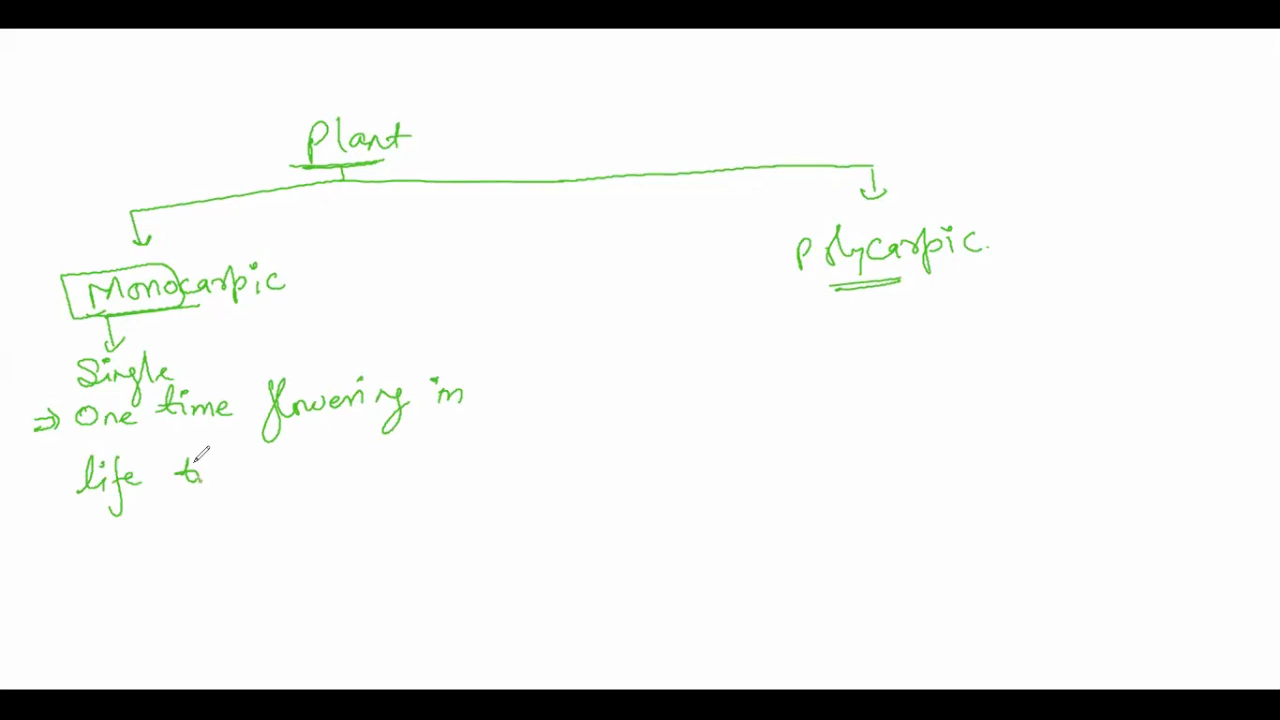 Plant
Monocarpic
Polycarpic.
Single
⇒ One time flowering in
life